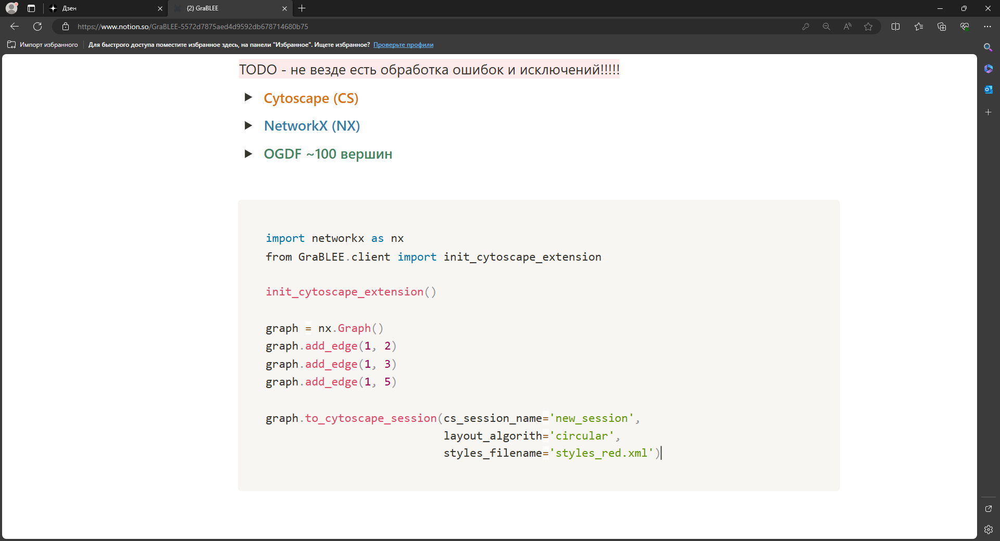 Дзен
(2) GraBLEE
https://www.notion.so/GraBLEE-5572d7875aed4d9592db678714680b75
Импорт избранного
Для быстрого доступа поместите избранное здесь, на панели "Избранное". Ищете избранное? Проверьте профили
TODO - не везде есть обработка ошибок и исключений!!!!!
Cytoscape (CS)
NetworkX (NX)
OGDF ~100 вершин
import networkx as nx
from GraBLEE.client import init_cytoscape_extension
init_cytoscape_extension()
graph = nx.Graph()
graph.add_edge(1, 2)
graph.add_edge(1, 3)
graph.add_edge(1, 5)
graph.to_cytoscape_session(cs_session_name='new_session',
layout_algorith='circular',
styles_filename='styles_red.xml')